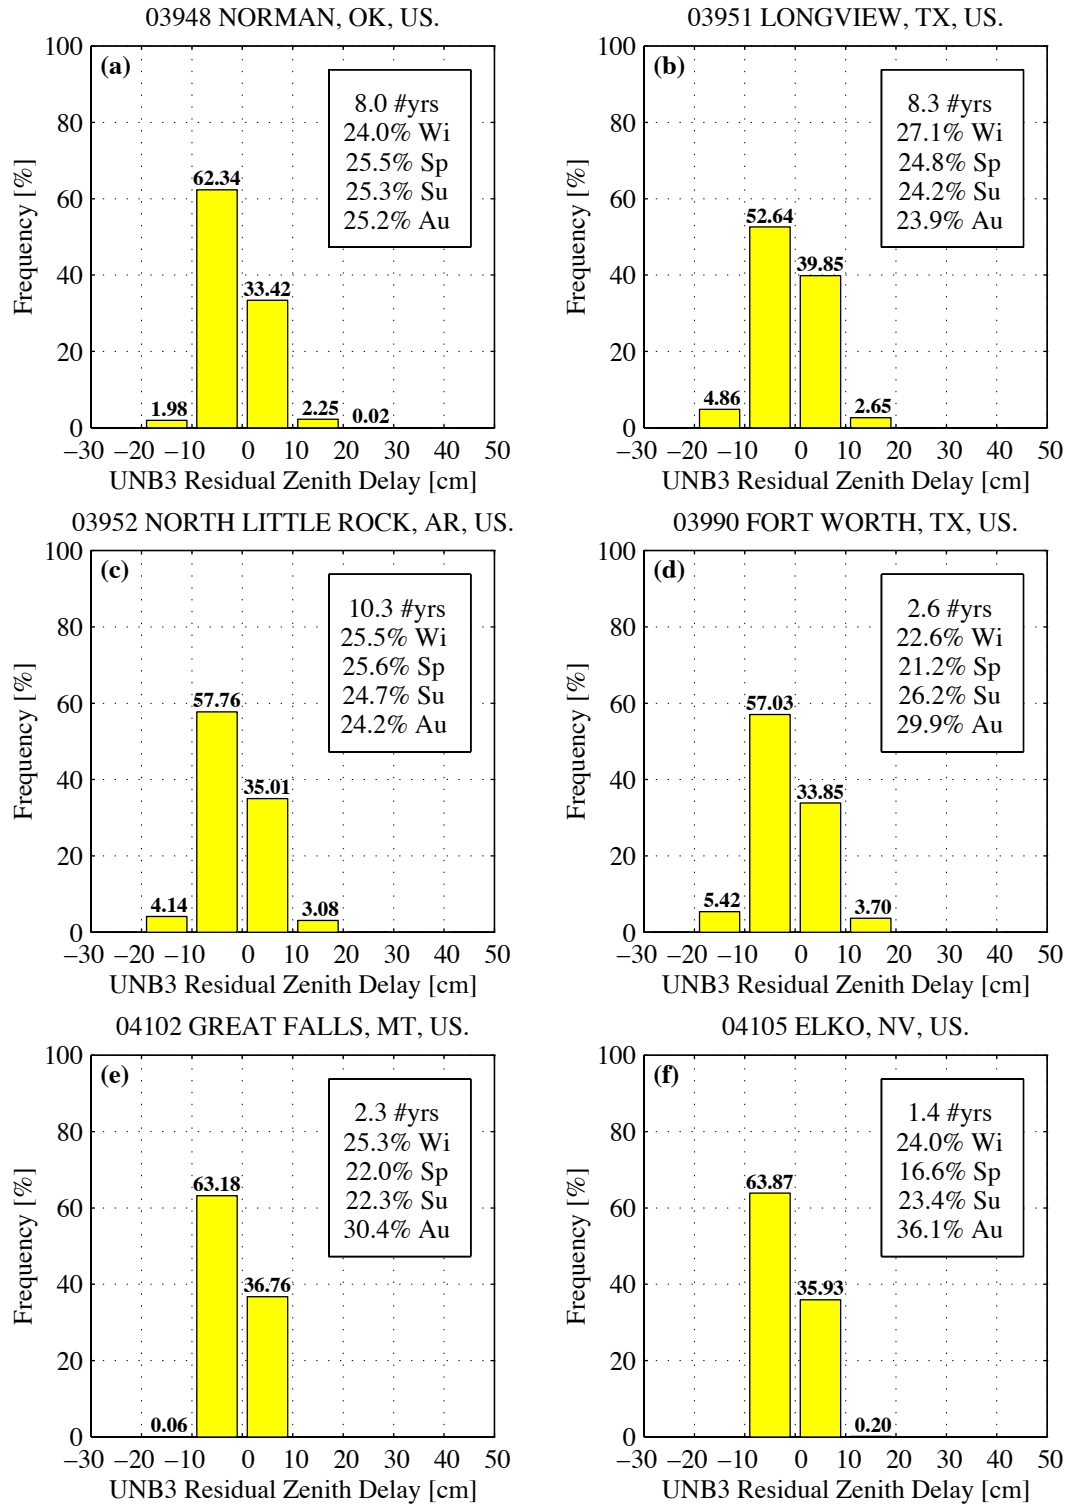 03948 NORMAN, OK, US.
(a)
8.0 #yrs
24.0% Wi
25.5% Sp
25.3% Su
25.2% Au
100
80
60
40
20
0
Frequency [%]
1.98
62.34
33.42
2.25
0.02
−30 −20 −10 0 10 20 30 40 50
UNB3 Residual Zenith Delay [cm]
03951 LONGVIEW, TX, US.
(b)
8.3 #yrs
27.1% Wi
24.8% Sp
24.2% Su
23.9% Au
100
80
60
40
20
0
Frequency [%]
4.86
52.64
39.85
2.65
−30 −20 −10 0 10 20 30 40 50
UNB3 Residual Zenith Delay [cm]
03952 NORTH LITTLE ROCK, AR, US.
(c)
10.3 #yrs
25.5% Wi
25.6% Sp
24.7% Su
24.2% Au
100
80
60
40
20
0
Frequency [%]
4.14
57.76
35.01
3.08
−30 −20 −10 0 10 20 30 40 50
UNB3 Residual Zenith Delay [cm]
03990 FORT WORTH, TX, US.
(d)
2.6 #yrs
22.6% Wi
21.2% Sp
26.2% Su
29.9% Au
100
80
60
40
20
0
Frequency [%]
5.42
57.03
33.85
3.70
−30 −20 −10 0 10 20 30 40 50
UNB3 Residual Zenith Delay [cm]
04102 GREAT FALLS, MT, US.
(e)
2.3 #yrs
25.3% Wi
22.0% Sp
22.3% Su
30.4% Au
100
80
60
40
20
0
Frequency [%]
0.06
63.18
36.76
−30 −20 −10 0 10 20 30 40 50
UNB3 Residual Zenith Delay [cm]
04105 ELKO, NV, US.
(f)
1.4 #yrs
24.0% Wi
16.6% Sp
23.4% Su
36.1% Au
100
80
60
40
20
0
Frequency [%]
63.87
35.93
0.20
−30 −20 −10 0 10 20 30 40 50
UNB3 Residual Zenith Delay [cm]